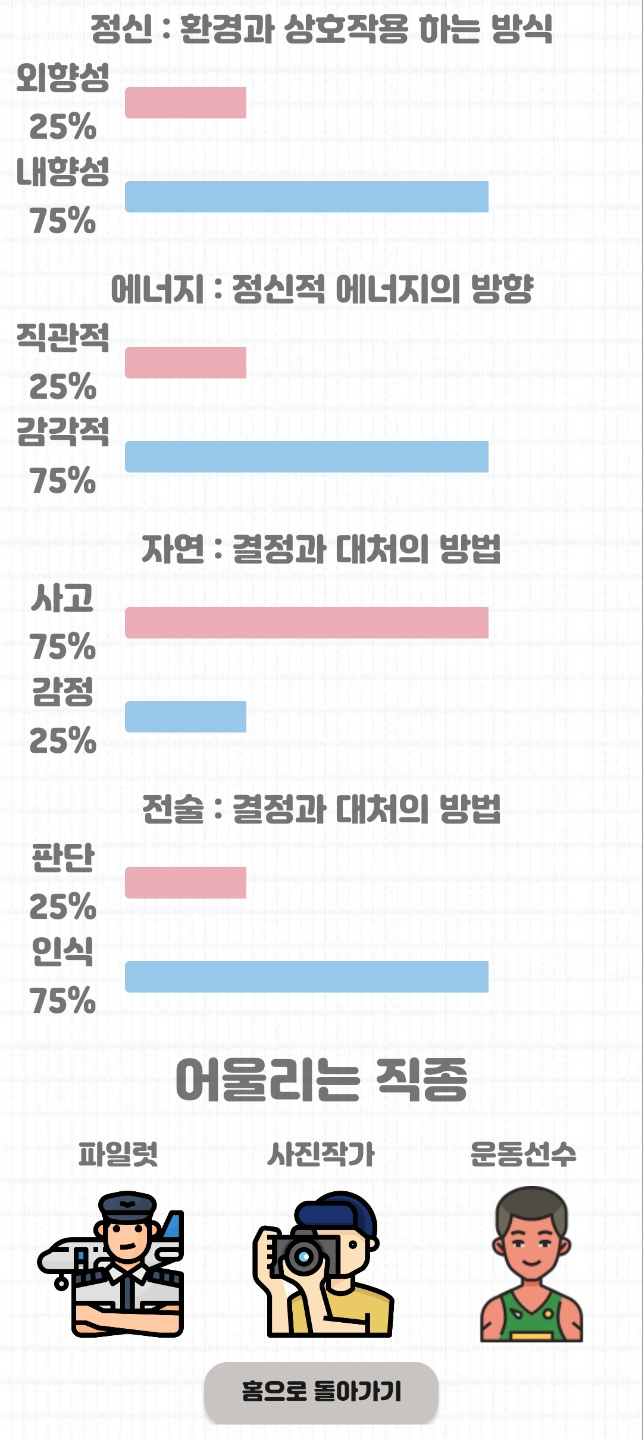 정신 : 환경과 상호작용 하는 방식
외향성
25%
내향성
75%
에너지 : 정신적 에너지의 방향
직관적
25%
감각적
75%
자연 : 결정과 대처의 방법
사고
75%
감정
25%
전술 : 결정과 대처의 방법
판단
25%
인식
75%
어울리는 직종
파일럿 사진작가 운동선수
홈으로 돌아가기